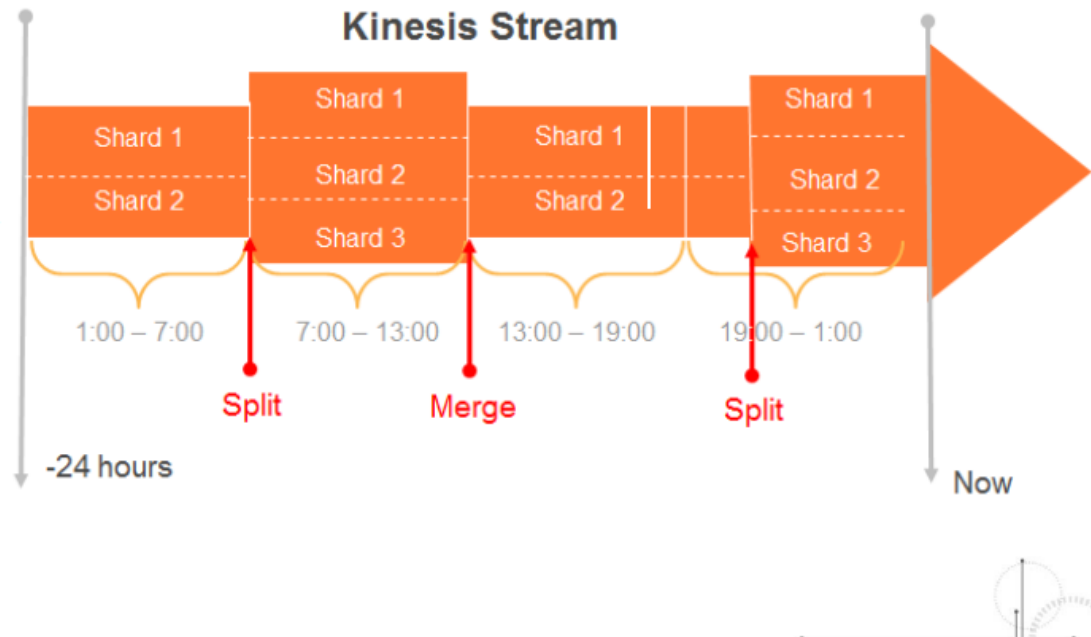 Kinesis Stream
Shard 1
Shard 2
Shard 1
Shard 2
Shard 3
Shard 1
Shard 2
Shard 1
Shard 2
Shard 3
1:00 – 7:00
7:00 – 13:00
13:00 – 19:00
19:00 – 1:00
Split
Merge
Split
-24 hours
Now